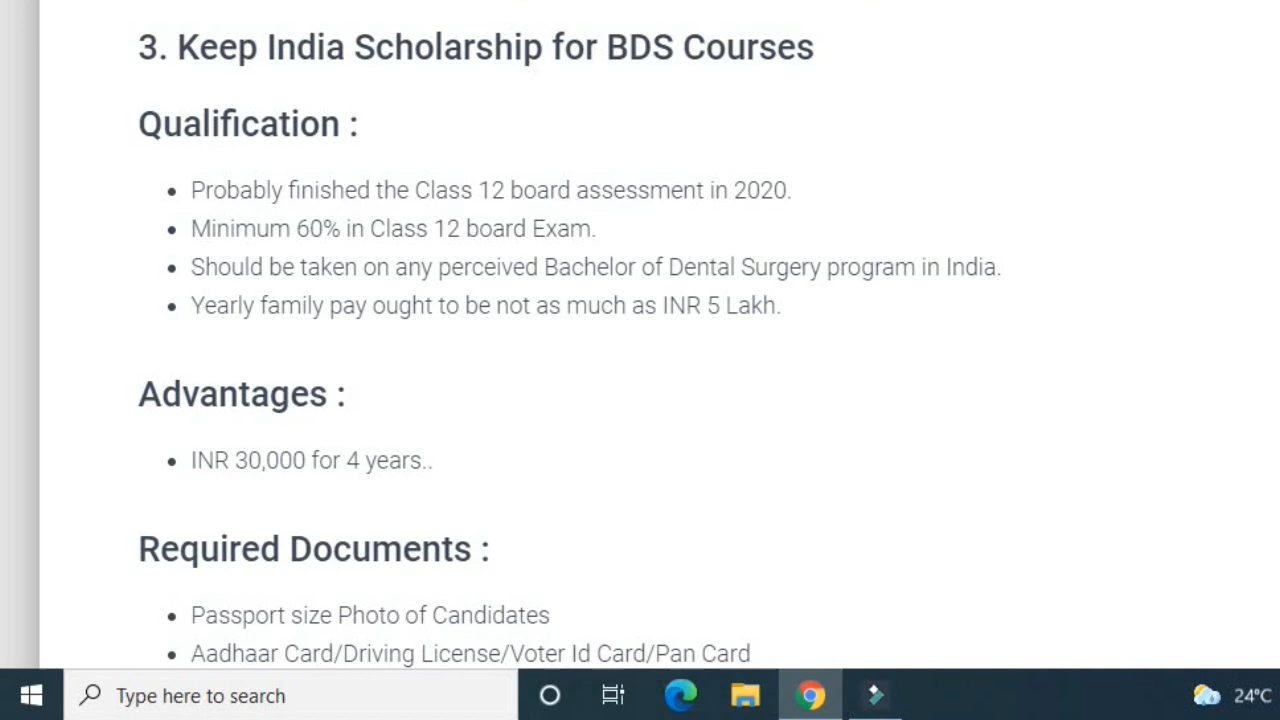 3. Keep India Scholarship for BDS Courses
Qualification :
Probably finished the Class 12 board assessment in 2020.
Minimum 60% in Class 12 board Exam.
Should be taken on any perceived Bachelor of Dental Surgery program in India.
Yearly family pay ought to be not as much as INR 5 Lakh.
Advantages :
INR 30,000 for 4 years..
Required Documents :
Passport size Photo of Candidates
Aadhaar Card/Driving License/Voter Id Card/Pan Card
Type here to search
24°C